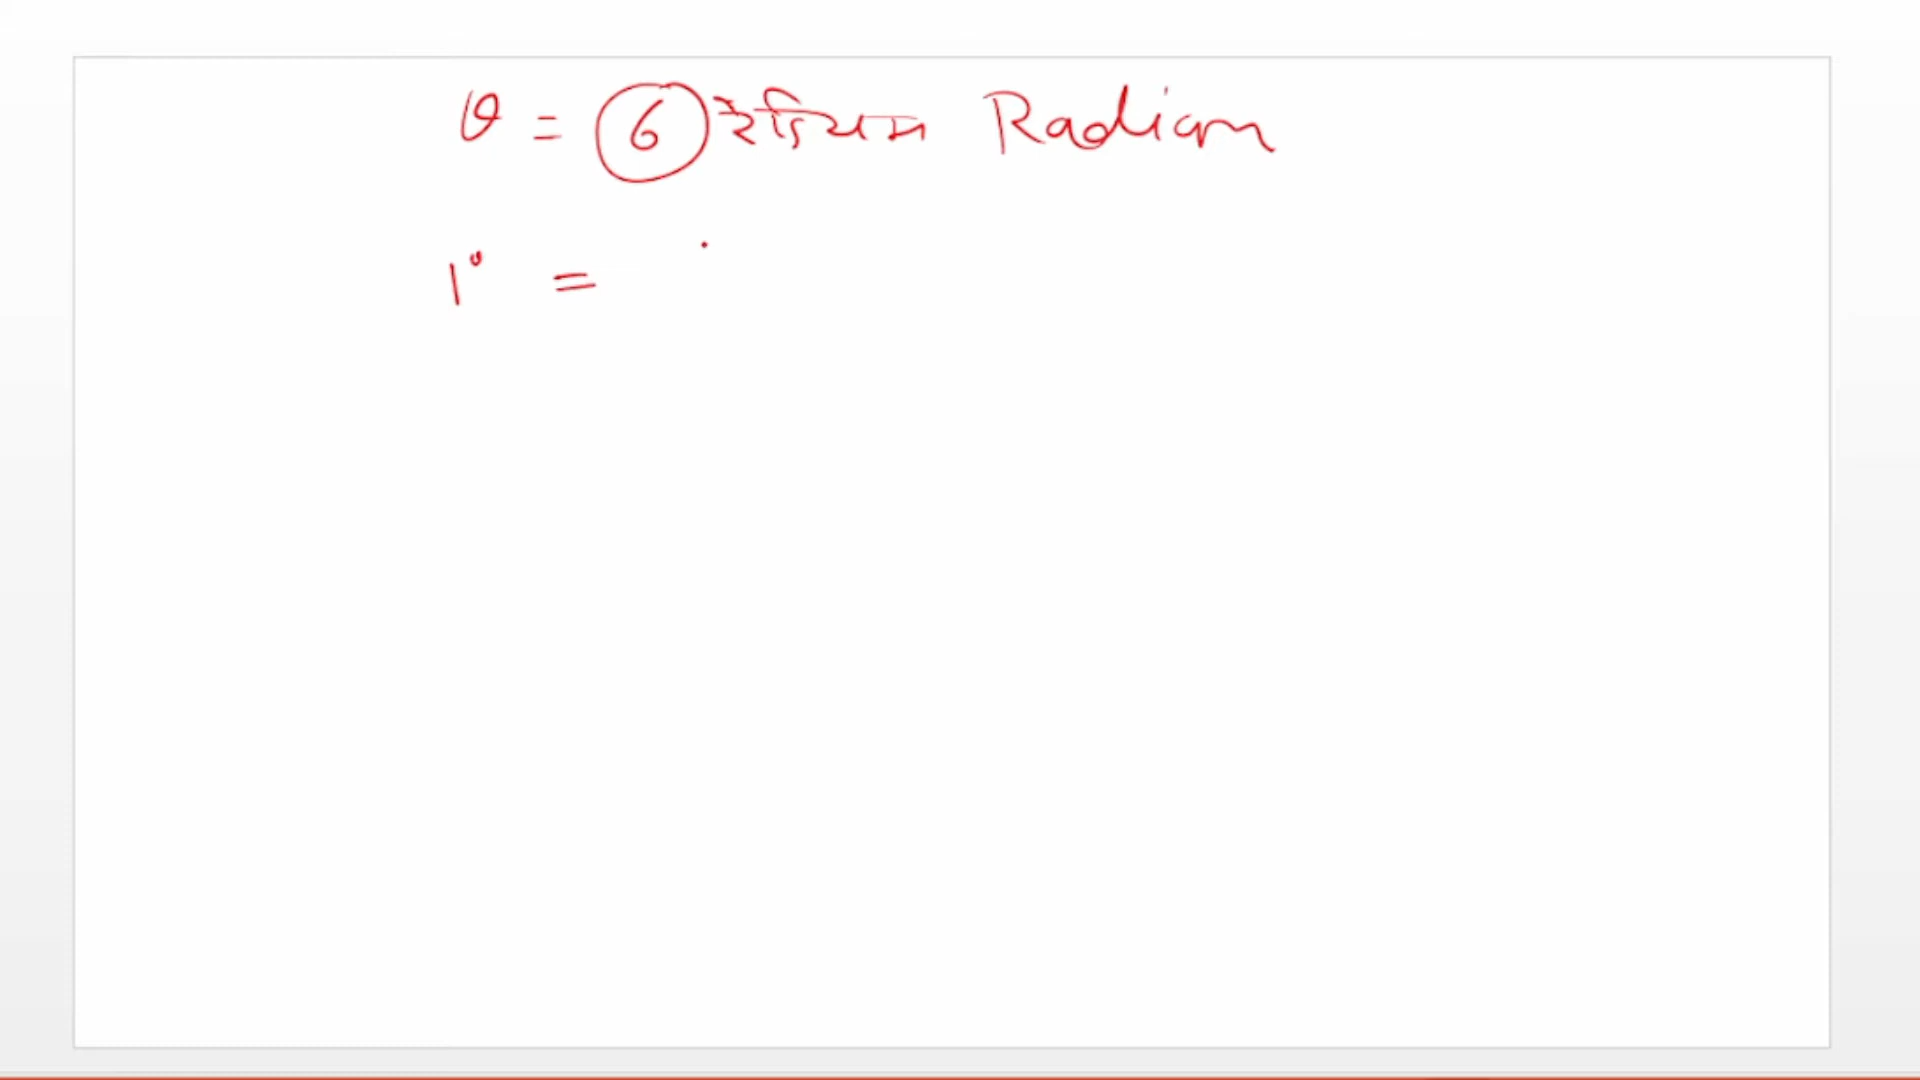 θ = 6 रेडियन Radian
1° =